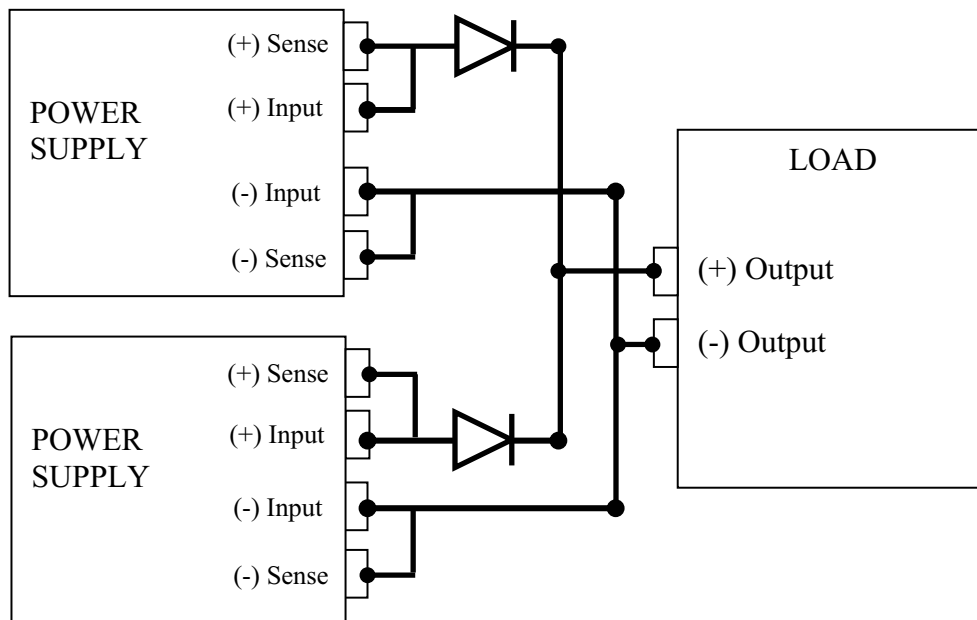 POWER
SUPPLY
(+) Sense
(+) Input
(-) Input
(-) Sense
LOAD
(+) Output
(-) Output
POWER
SUPPLY
(+) Sense
(+) Input
(-) Input
(-) Sense